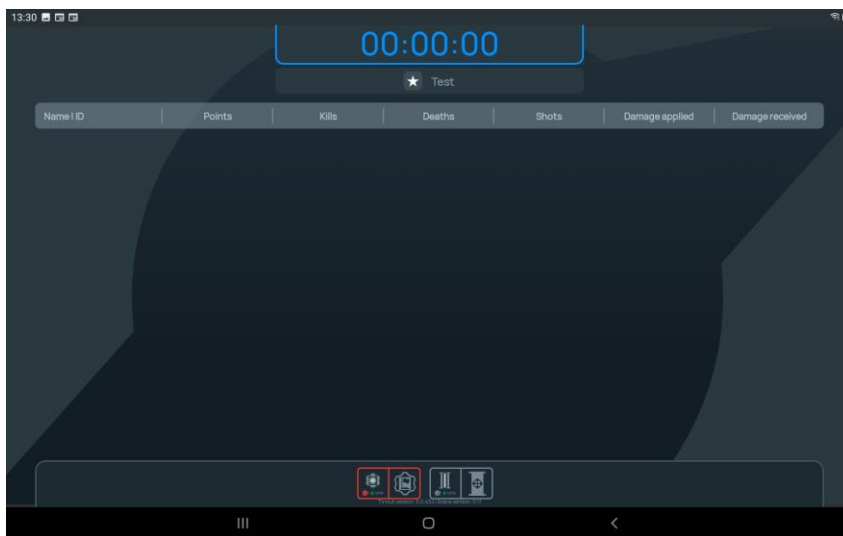 13:30
00:00:00
Test
Name I ID Points Kills Deaths Shots Damage applied Damage received